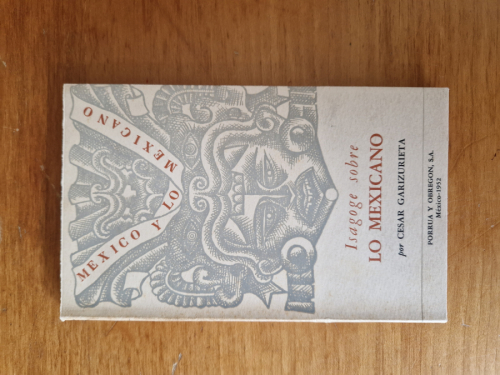 MEXICO Y LO
MEXICANO
Isagoge sobre
LO MEXICANO
por CESAR GARIZURIETA
PORRUA Y OBREGON, S.A.
México-1952